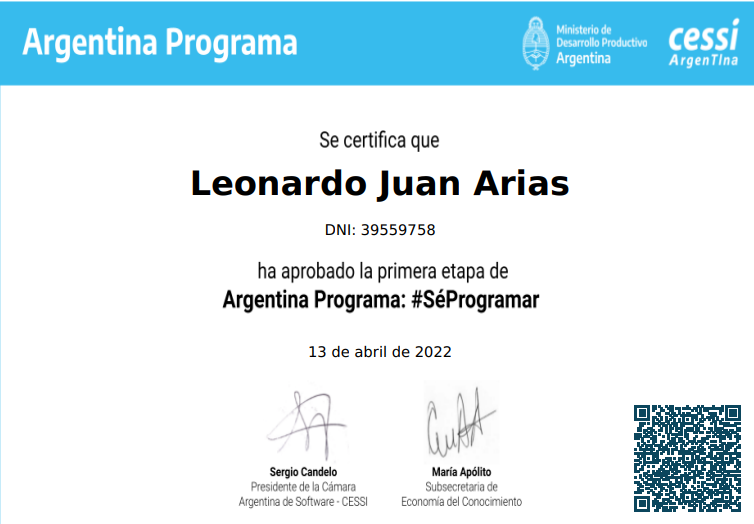 Argentina Programa
Ministerio de
Desarrollo Productivo
Argentina
cessi
ArgenTIna
Se certifica que
Leonardo Juan Arias
DNI: 39559758
ha aprobado la primera etapa de
Argentina Programa: #SéProgramar
13 de abril de 2022
Sergio Candelo
Presidente de la Cámara
Argentina de Software - CESSI
María Apólito
Subsecretaria de
Economía del Conocimiento